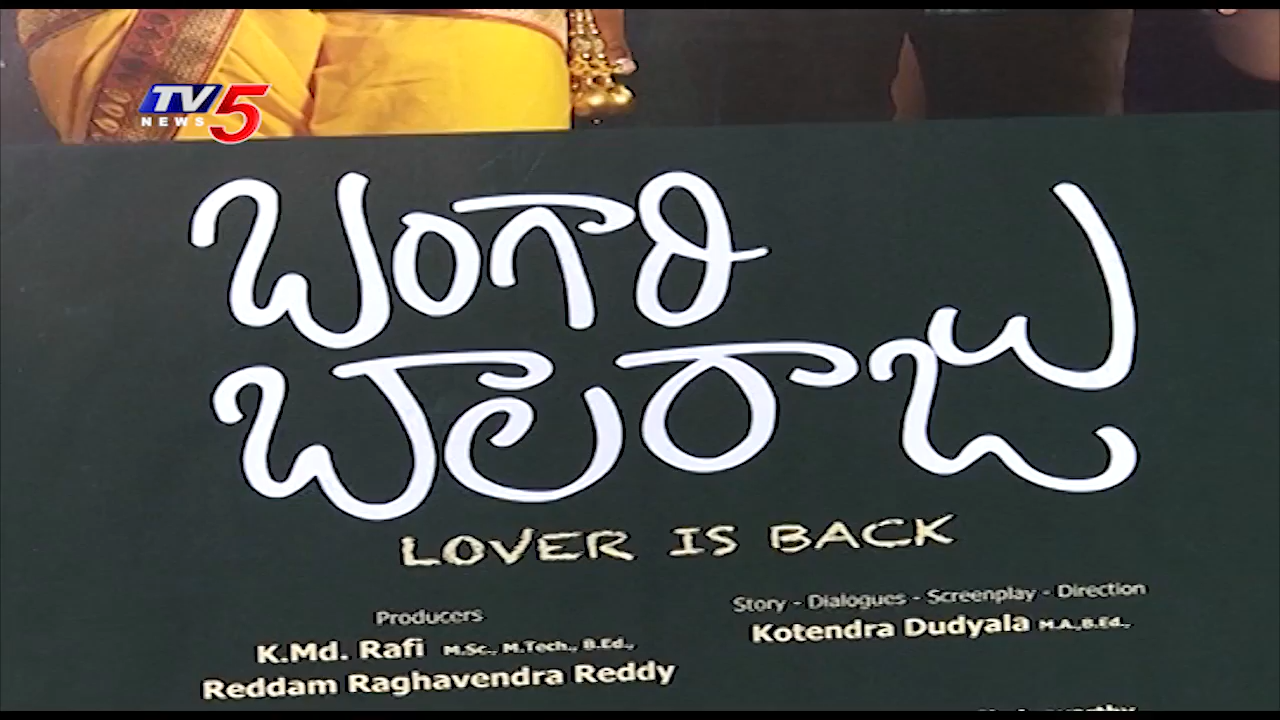 TV5
NEWS
బంగారి
బాలరాజు
LOVER IS BACK
Producers
K.Md. Rafi M.Sc., M.Tech., B.Ed.,
Reddam Raghavendra Reddy
Story - Dialogues - Screenplay - Direction
Kotendra Dudyala M.A.,B.Ed.,